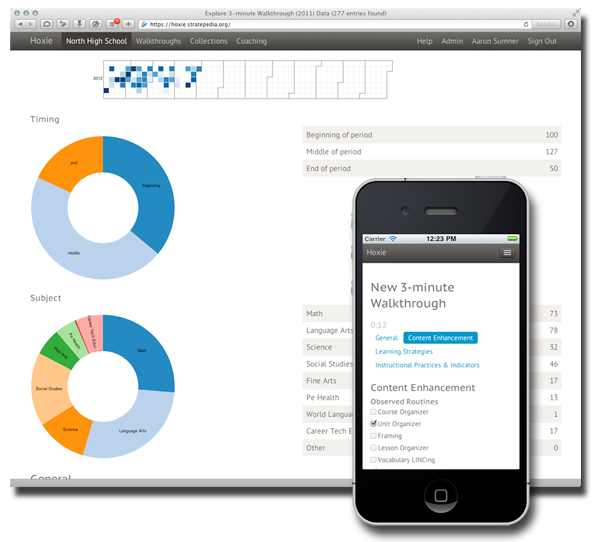 Explore 3-minute Walkthrough (2011) Data (277 entries found)
https://hoxie.stratepedia.org/
Reader
Hoxie North High School Walkthroughs Collections Coaching Help Admin Aaron Sumner Sign Out
2012
Timing
end
beginning
middle
Beginning of period 100
Middle of period 127
End of period 50
Subject
Career Tech Educ
Pe Health
Fine Arts
Math
Social Studies
Science
Language Arts
Math 73
Language Arts 78
Science 32
Social Studies 46
Fine Arts 17
Pe Health 13
World Langua 1
Career Tech E 17
Other 0
General
Carrier 12:23 PM
Hoxie
New 3-minute
Walkthrough
0:12
General Content Enhancement
Learning Strategies
Instructional Practices & Indicators
Content Enhancement
Observed Routines
Course Organizer
Unit Organizer
Framing
Lesson Organizer
Vocabulary LINCing